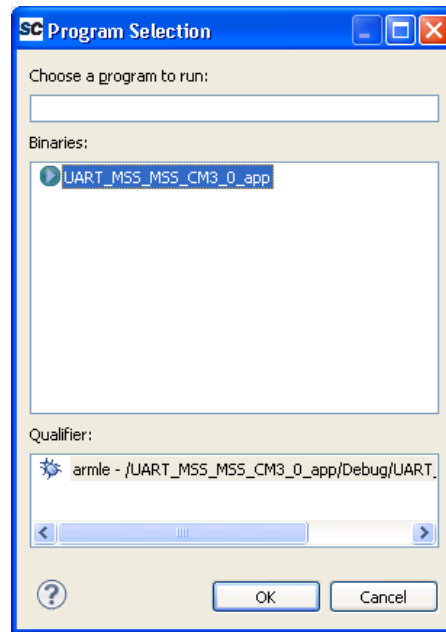 SC Program Selection
Choose a program to run:
Binaries:
UART_MSS_MSS_CM3_0_app
Qualifier:
armle - /UART_MSS_MSS_CM3_0_app/Debug/UART_
?
OK Cancel